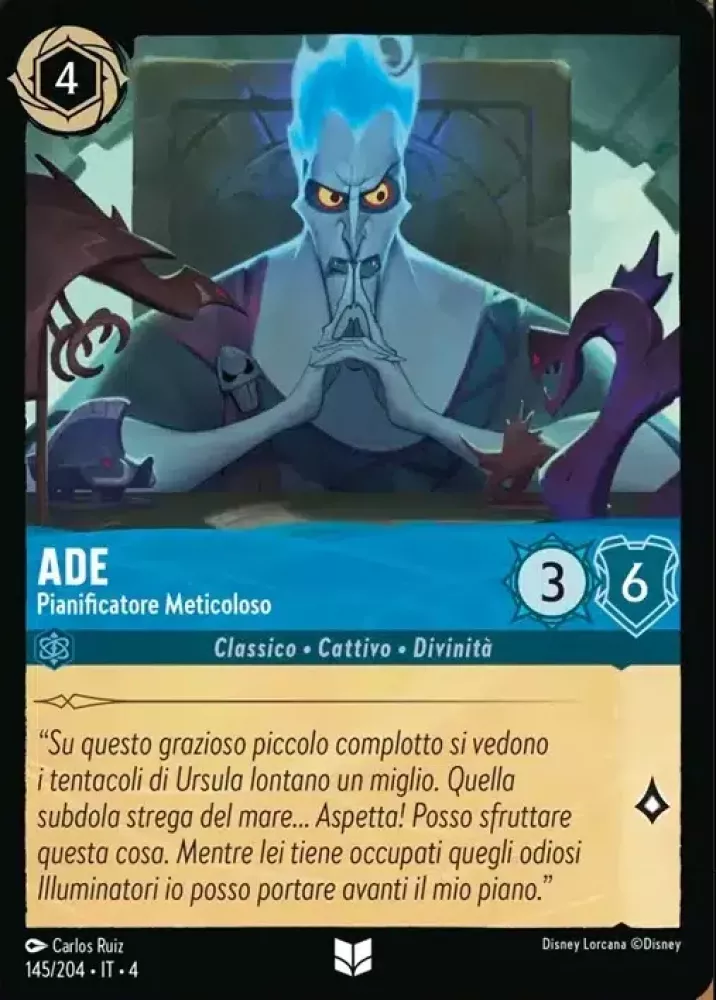 4
ADE
Pianificatore Meticoloso
3
6
Classico • Cattivo • Divinità
“Su questo grazioso piccolo complotto si vedono
i tentacoli di Ursula lontano un miglio. Quella
subdola strega del mare... Aspetta! Posso sfruttare
questa cosa. Mentre lei tiene occupati quegli odiosi
Illuminatori io posso portare avanti il mio piano.”
Carlos Ruiz
Disney Lorcana ©Disney
145/204 • IT • 4